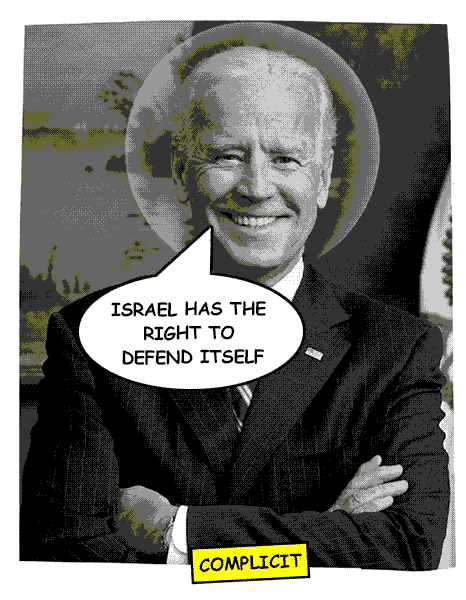 ISRAEL HAS THE
RIGHT TO
DEFEND ITSELF
COMPLICIT